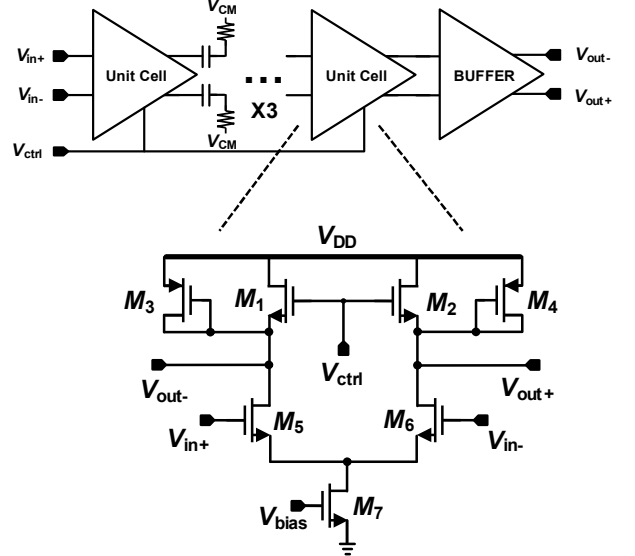 VCM
Vin+
Unit Cell
Unit Cell
BUFFER
Vout-
Vin-
X3
Vout+
VCM
Vctrl
VDD
M3
M1
M2
M4
Vout-
Vctrl
Vout+
Vin+
M5
M6
Vin-
Vbias
M7